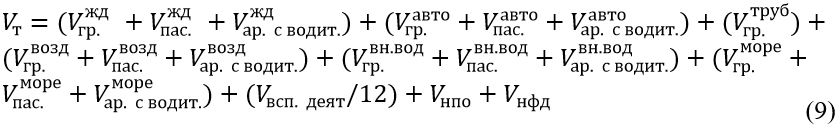 V_т = (V_гр.^жд + V_пас.^жд + V_ар. с водит.^жд) + (V_гр.^авто + V_пас.^авто + V_ар. с водит.^авто) + (V_гр.^труб) +
(V_гр.^возд + V_пас.^возд + V_ар. с водит.^возд) + (V_гр.^вн.вод + V_пас.^вн.вод + V_ар. с водит.^вн.вод) + (V_гр.^море +
V_пас.^море + V_ар. с водит.^море) + (V_всп. деят/12) + V_нпо + V_нфд
(9)